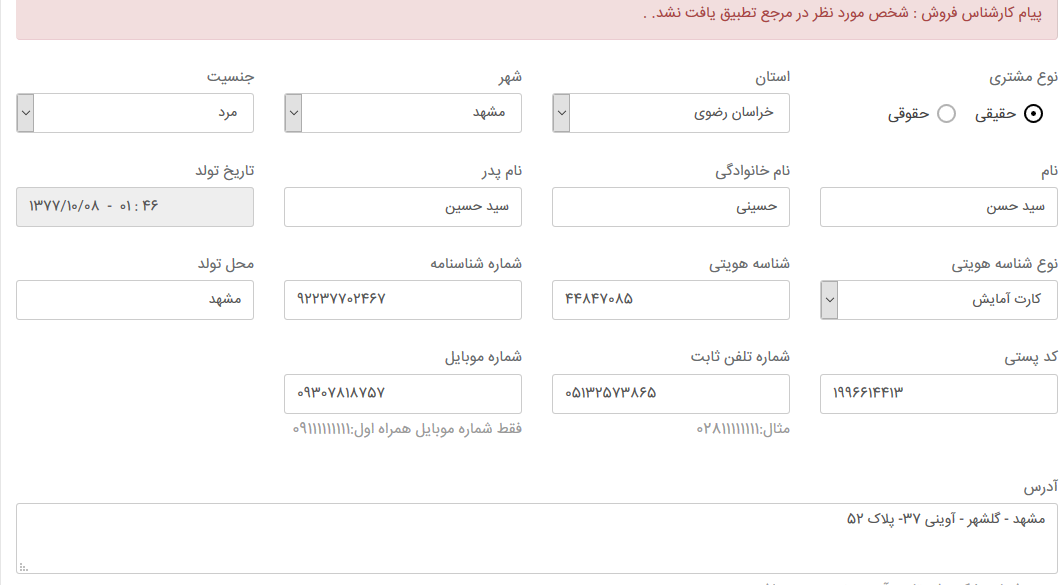 پیام کارشناس فروش : شخص مورد نظر در مرجع تطبیق یافت نشد. .
نوع مشتری
استان
شهر
جنسیت
حقیقی
حقوقی
خراسان رضوی
مشهد
مرد
نام
نام خانوادگی
نام پدر
تاریخ تولد
سید حسن
حسینی
سید حسین
۱۳۷۷/۱۰/۰۸ - ۰۱ : ۴۶
نوع شناسه هویتی
شناسه هویتی
شماره شناسنامه
محل تولد
کارت آمایش
۴۴۸۴۷۰۸۵
۹۲۲۳۷۷۰۲۴۶۷
مشهد
کد پستی
شماره تلفن ثابت
شماره موبایل
۱۹۹۶۶۱۴۴۱۳
۰۵۱۳۲۵۷۳۸۶۵
۰۹۳۰۷۸۱۸۷۵۷
مثال:۰۲۸۱۱۱۱۱۱۱۱
فقط شماره موبایل همراه اول:۰۹۱۱۱۱۱۱۱۱۱
آدرس
مشهد - گلشهر - آوینی ۳۷- پلاک ۵۲